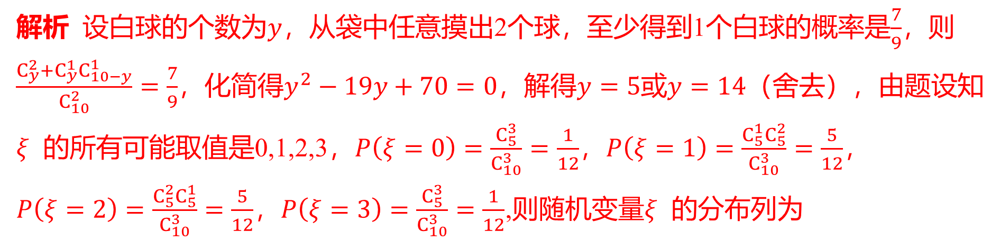 解析 设白球的个数为$y$，从袋中任意摸出2个球，至少得到1个白球的概率是$\frac{7}{9}$，则
$\frac{C_y^2+C_y^1C_{10-y}^1}{C_{10}^2}=\frac{7}{9}$，化简得$y^2-19y+70=0$，解得$y=5$或$y=14$（舍去），由题设知
$\xi$ 的所有可能取值是0,1,2,3，$P(\xi=0)=\frac{C_5^3}{C_{10}^3}=\frac{1}{12}$，$P(\xi=1)=\frac{C_5^1C_5^2}{C_{10}^3}=\frac{5}{12}$，
$P(\xi=2)=\frac{C_5^2C_5^1}{C_{10}^3}=\frac{5}{12}$，$P(\xi=3)=\frac{C_5^3}{C_{10}^3}=\frac{1}{12}$,则随机变量$\xi$ 的分布列为